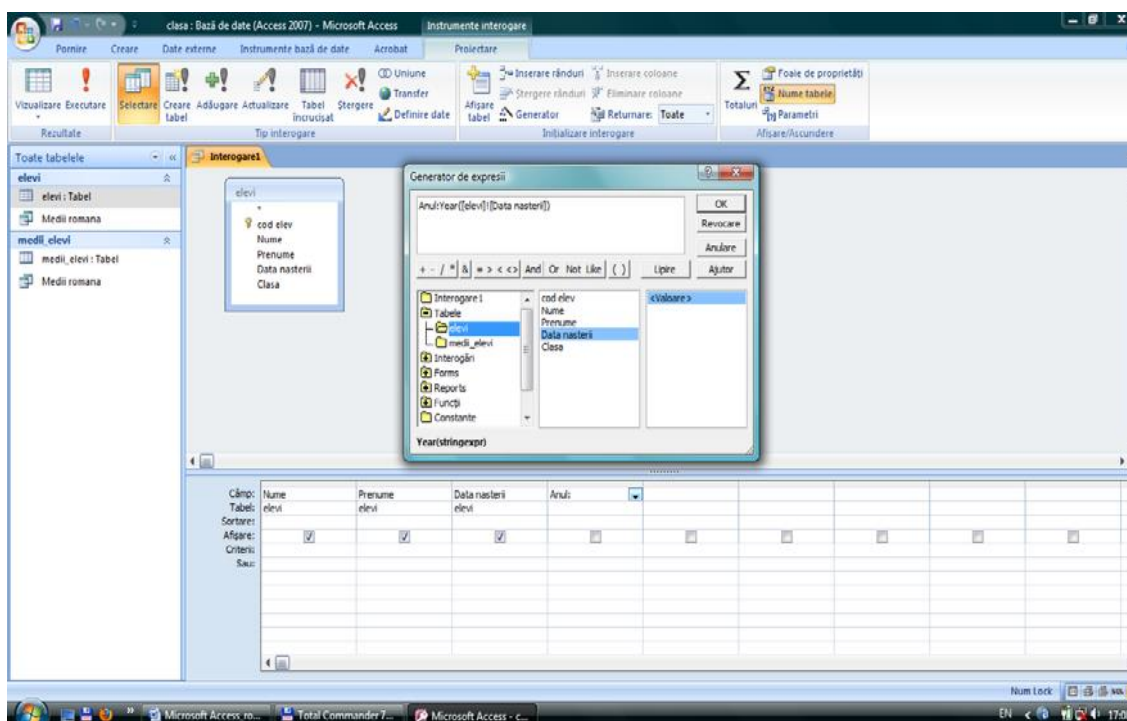 clasa : Bază de date (Access 2007) - Microsoft Access
Instrumente interogare
Pornire Creare Date externe Instrumente bază de date Acrobat Proiectare
Vizualizare Executare
Selectare Creare tabel Adăugare Actualizare Tabel încrucișat Ștergere
Uniune
Transfer
Definire date
Afișare tabel
Inserare rânduri
Ștergere rânduri
Generator
Inserare coloane
Eliminare coloane
Returnare: Toate
Totaluri
Foaie de proprietăți
Nume tabele
Parametri
Rezultate
Tip interogare
Inițializare interogare
Afișare/Ascundere
Toate tabelele
elevi
elevi : Tabel
Medii romana
medii_elevi
medii_elevi : Tabel
Medii romana
Interogare1
elevi
*
cod elev
Nume
Prenume
Data nasterii
Clasa
Generator de expresii
Anul:Year([elevi]![Data nasterii])
OK
Revocare
Anulare
+ - / * & = > < <> And Or Not Like ( ) Lipire Ajutor
Interogare1
Tabele
elevi
medii_elevi
Interogări
Forms
Reports
Funcții
Constante
cod elev
Nume
Prenume
Data nasterii
Clasa
<Valoare>
Year(stringexpr)
Câmp: Nume Prenume Data nasterii Anul:
Tabel: elevi elevi elevi
Sortare:
Afișare:
Criterii:
Sau:
Num Lock
Microsoft Access_ro...
Total Commander 7...
Microsoft Access - c...
EN
17:0